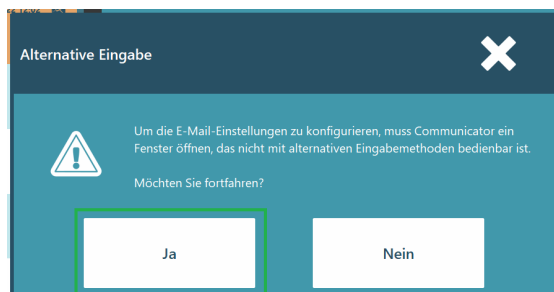 Alternative Eingabe
Um die E-Mail-Einstellungen zu konfigurieren, muss Communicator ein
Fenster öffnen, das nicht mit alternativen Eingabemethoden bedienbar ist.
Möchten Sie fortfahren?
Ja
Nein